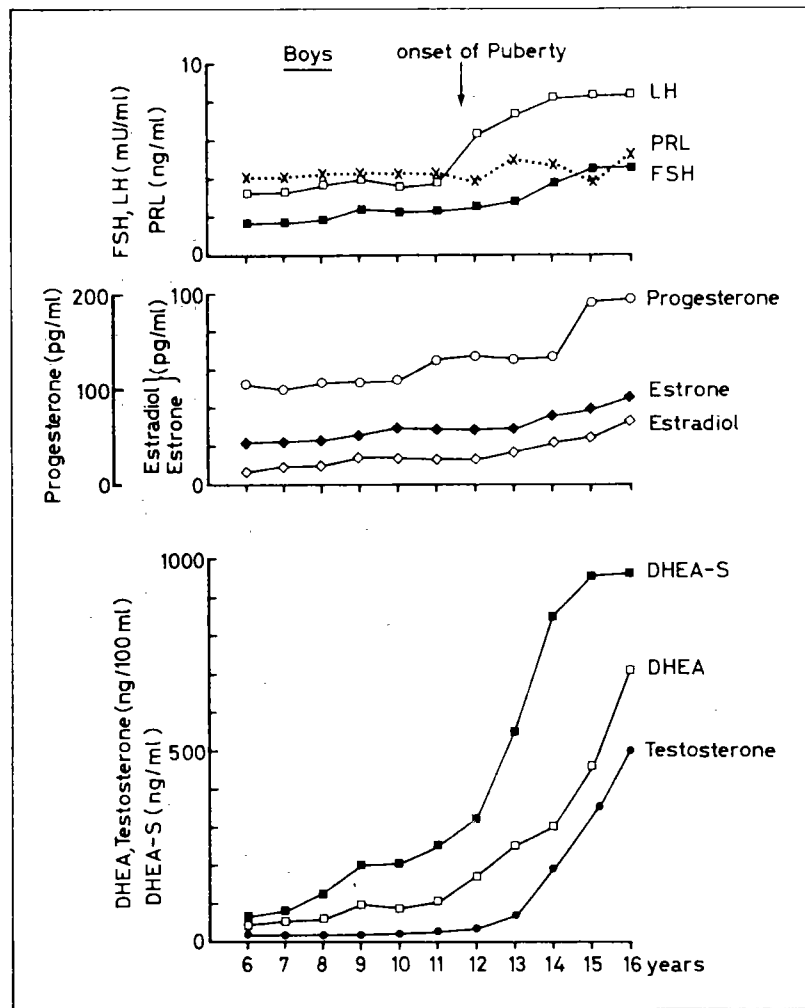 Boys
onset of Puberty
10
0
FSH, LH (mU/ml)
PRL (ng/ml)
LH
PRL
FSH
200
100
0
Progesterone (pg/ml)
100
0
Estradiol
Estrone
(pg/ml)
Progesterone
Estrone
Estradiol
1000
500
0
DHEA, Testosterone (ng/100 ml)
DHEA-S (ng/ml)
DHEA-S
DHEA
Testosterone
6 7 8 9 10 11 12 13 14 15 16 years